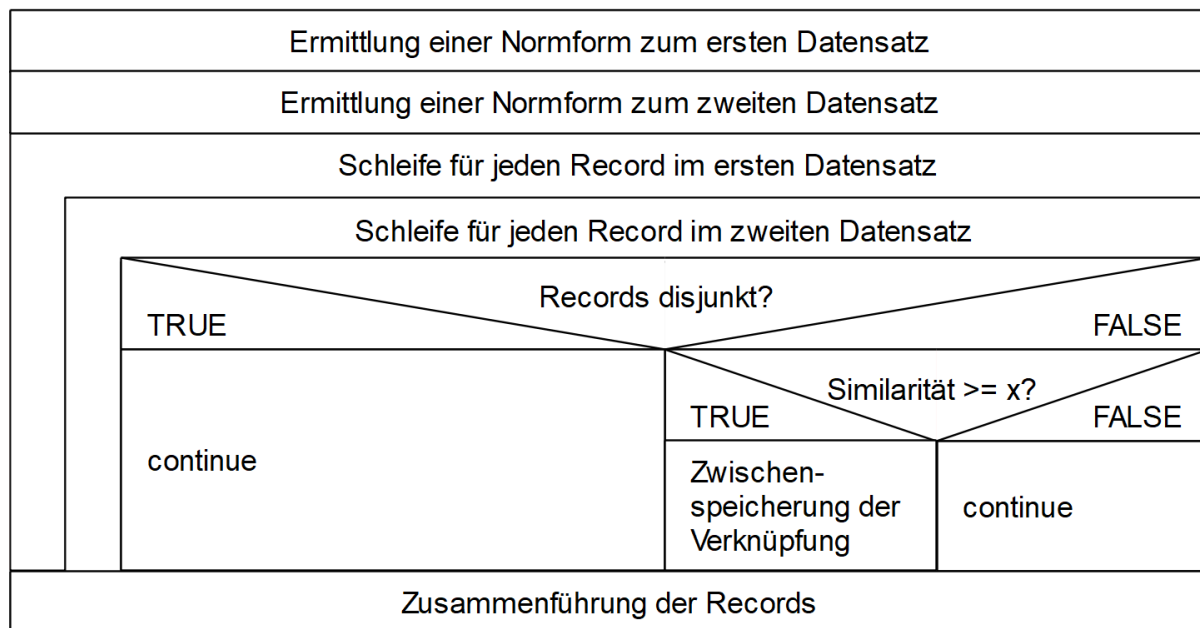 Ermittlung einer Normform zum ersten Datensatz
Ermittlung einer Normform zum zweiten Datensatz
Schleife für jeden Record im ersten Datensatz
Schleife für jeden Record im zweiten Datensatz
Records disjunkt?
TRUE
FALSE
Similarität >= x?
TRUE
FALSE
continue
Zwischen-
speicherung der
Verknüpfung
continue
Zusammenführung der Records